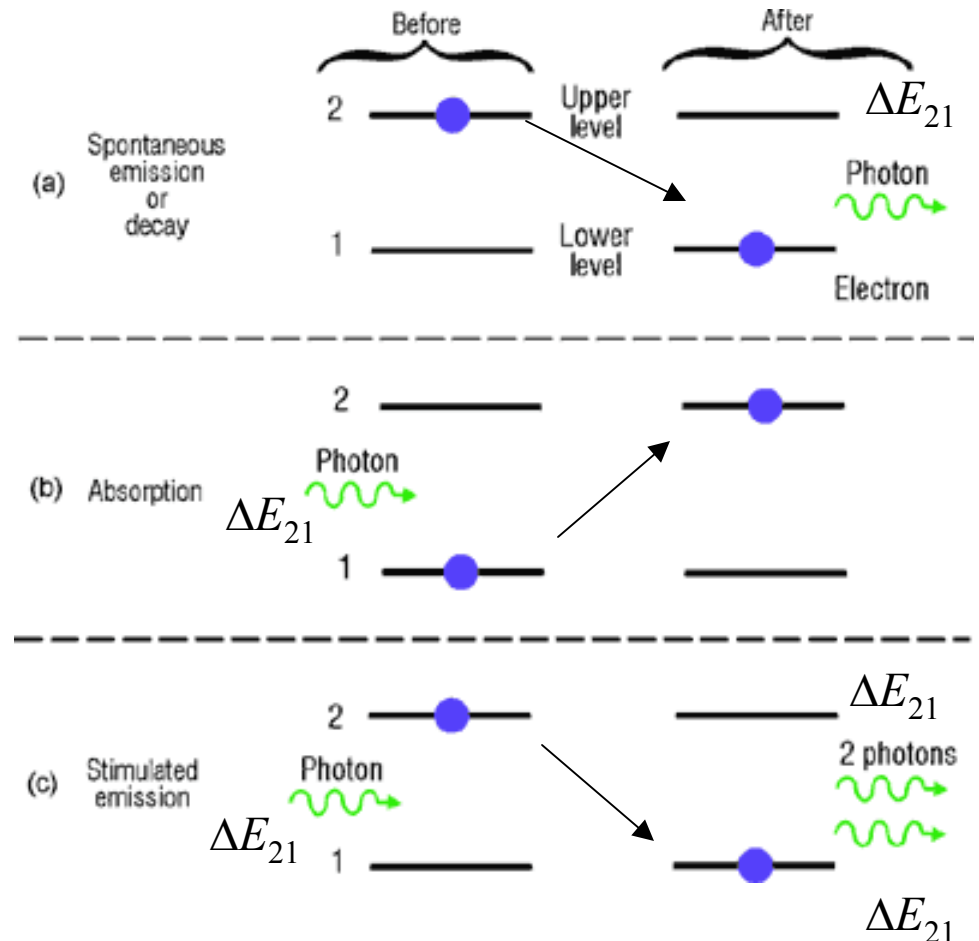 Before
After
2
Upper
level
ΔE21
(a)
Spontaneous
emission
or
decay
Photon
1
Lower
level
Electron
2
(b)
Absorption
Photon
ΔE21
1
2
ΔE21
(c)
Stimulated
emission
Photon
2 photons
ΔE21
1
ΔE21